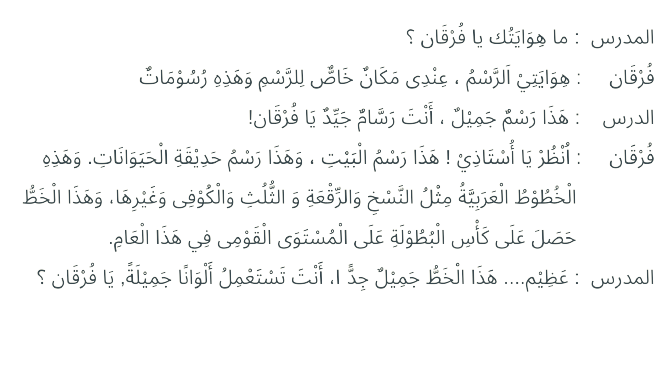 المدرس : ما هِوَايَتُك يا فُرْقَان ؟
فُرْقَان : هِوَايَتِيْ اَلرَّسْمُ ، عِنْدِى مَكَانٌ خَاصٌّ لِلرَّسْمِ وَهَذِهِ رُسُوْمَاتٌ
الدرس : هَذَا رَسْمٌ جَمِيْلٌ ، أَنْتَ رَسَّامٌ جَيِّدٌ يَا فُرْقَان!
فُرْقَان : اُنْظُرْ يَا أُسْتَاذِيْ ! هَذَا رَسْمُ الْبَيْتِ ، وَهَذَا رَسْمُ حَدِيْقَةِ الْحَيَوَانَاتِ. وَهَذِهِ
الْخُطُوْطُ الْعَرَبِيَّةُ مِثْلُ النَّسْخِ وَالرِّقْعَةِ وَ الثُّلُثِ وَالْكُوْفِى وَغَيْرِهَا، وَهَذَا الْخَطُّ
حَصَلَ عَلَى كَأْسِ الْبُطُوْلَةِ عَلَى الْمُسْتَوَى الْقَوْمِى فِي هَذَا الْعَامِ.
المدرس : عَظِيْم.... هَذَا الْخَطُّ جَمِيْلٌ جِدًّ ا، أَنْتَ تَسْتَعْمِلُ أَلْوَانًا جَمِيْلَةً, يَا فُرْقَان ؟